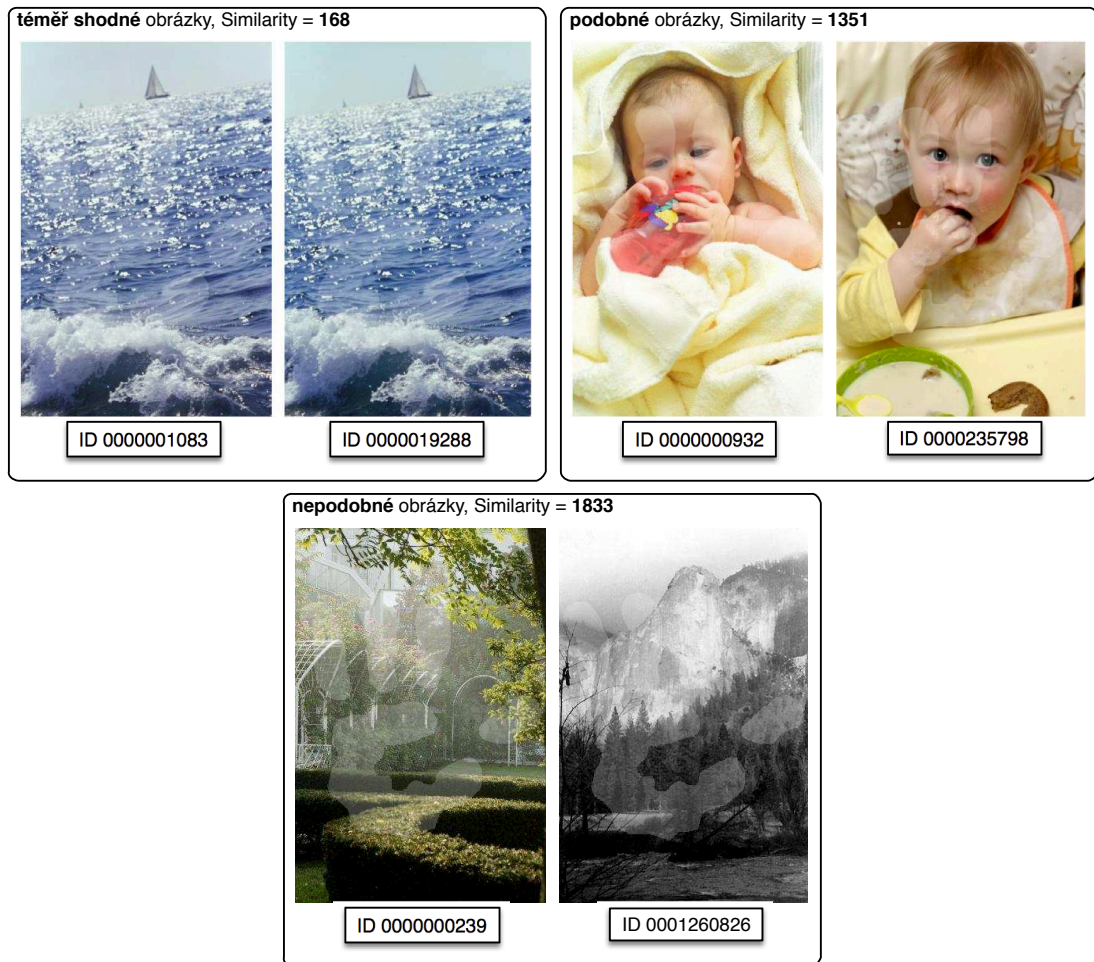 téměř shodné obrázky, Similarity = 168
ID 0000001083
ID 0000019288
podobné obrázky, Similarity = 1351
ID 0000000932
ID 0000235798
nepodobné obrázky, Similarity = 1833
ID 0000000239
ID 0001260826